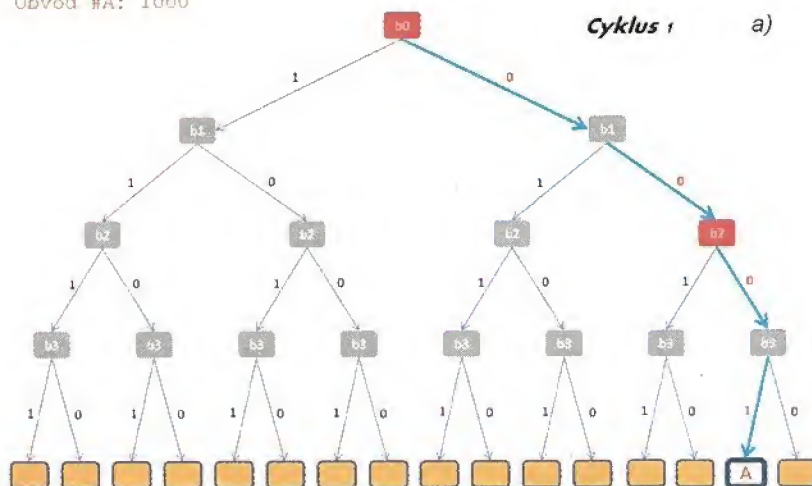 Obvod #A: 1000
b0
Cyklus 1 a)
1 0
b1 b1
1 0 1 0
b2 b2 b2 b2
1 0 1 0 1 0 1 0
b3 b3 b3 b3 b3 b3 b3 b3
1 0 1 0 1 0 1 0 1 0 1 0 1 0 1 0
A